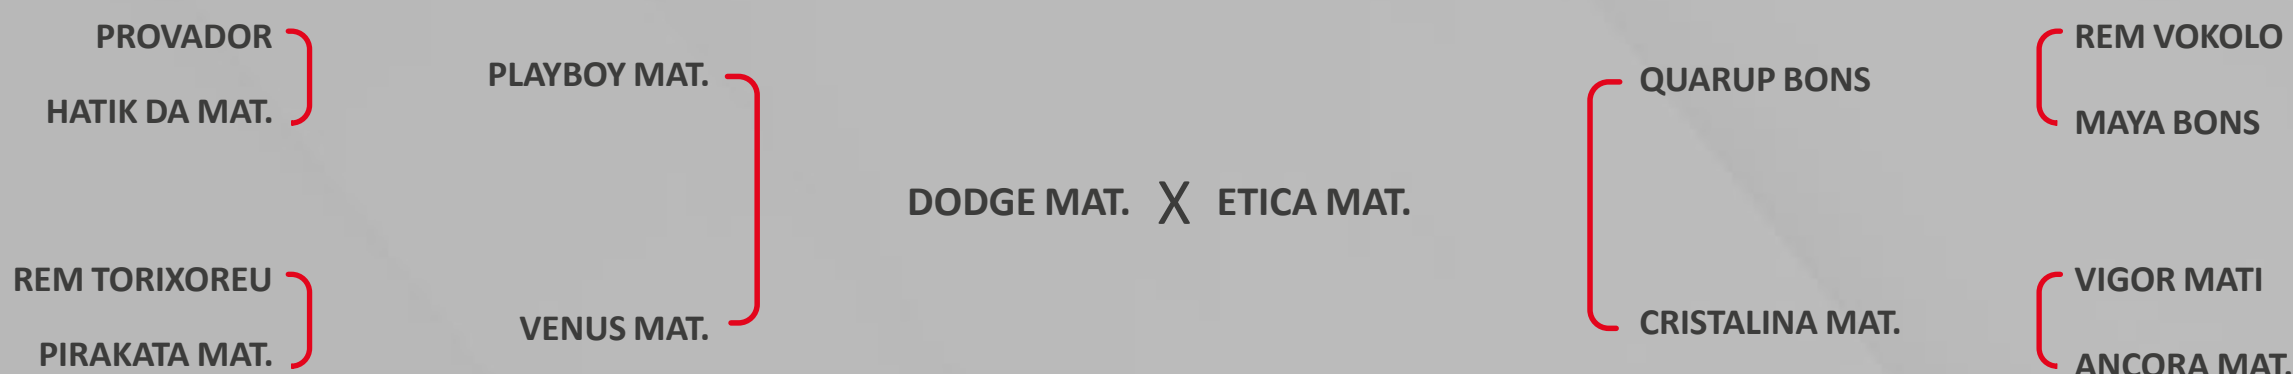 PROVADOR
HATIK DA MAT.
PLAYBOY MAT.
REM TORIXOREU
PIRAKATA MAT.
VENUS MAT.
DODGE MAT. X ETICA MAT.
QUARUP BONS
REM VOKOLO
MAYA BONS
CRISTALINA MAT.
VIGOR MATI
ANCORA MAT.